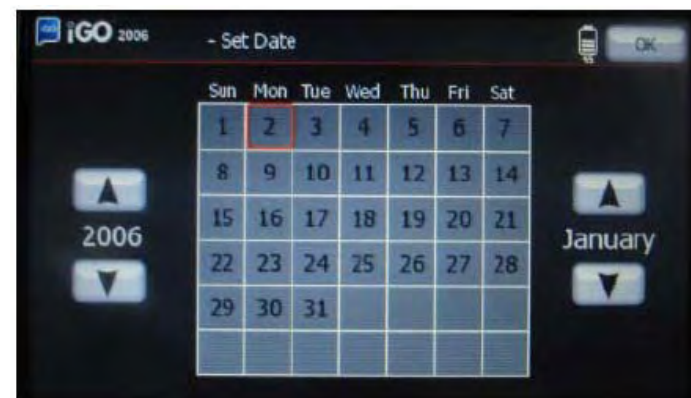 iGO 2006
- Set Date
OK
Sun Mon Tue Wed Thu Fri Sat
1 2 3 4 5 6 7
8 9 10 11 12 13 14
15 16 17 18 19 20 21
22 23 24 25 26 27 28
29 30 31
2006
January